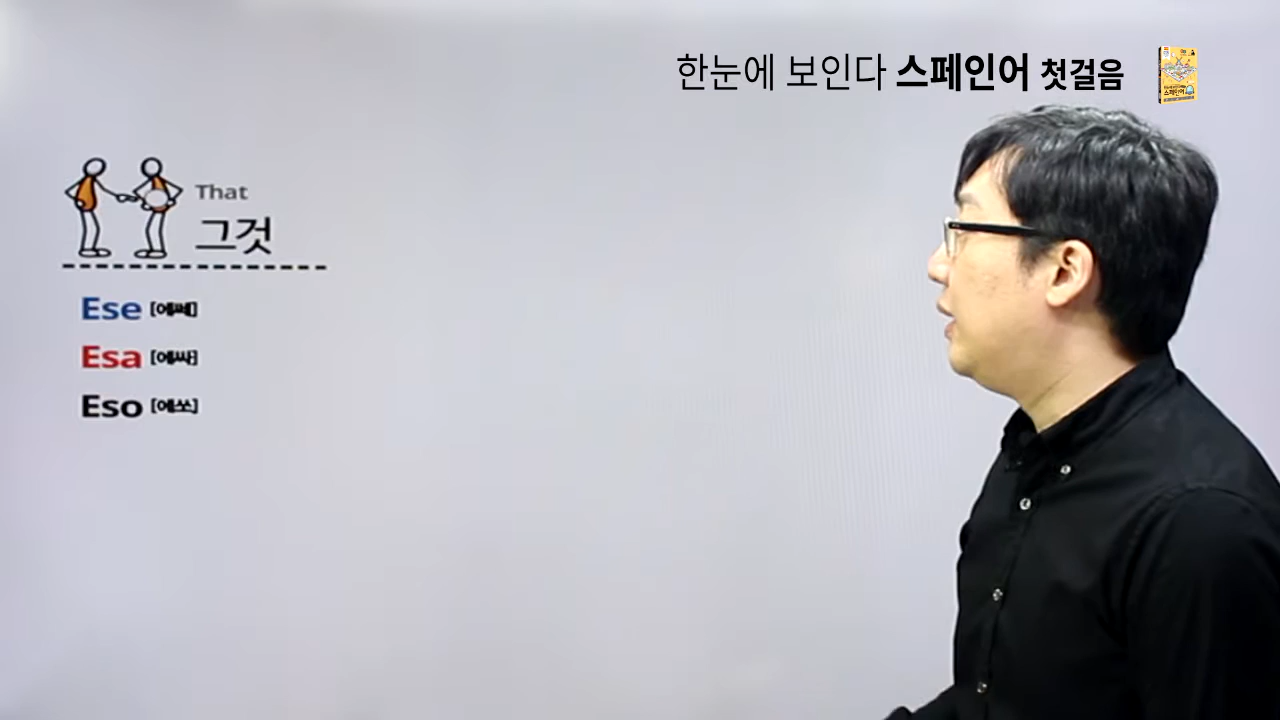 한눈에 보인다 스페인어 첫걸음
That
그것
Ese [에쎄]
Esa [에싸]
Eso [에쏘]